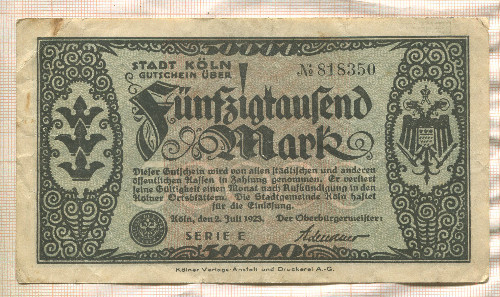 50000
STADT KÖLN
GUTSCHEIN ÜBER
№ 818350
Fünfzigtausend
Mark
Dieser Gutschein wird von allen städtischen und anderen
öffentlichen Kassen in Zahlung genommen. Er verliert
seine Gültigkeit einen Monat nach Aufkündigung in den
Kölner Ortsblättern. Die Stadtgemeinde Köln haftet
für die Einlösung.
Köln, den 2. Juli 1923. Der Oberbürgermeister:
SERIE E
Adenauer
50000
Kölner Verlags-Anstalt und Druckerei A.-G.